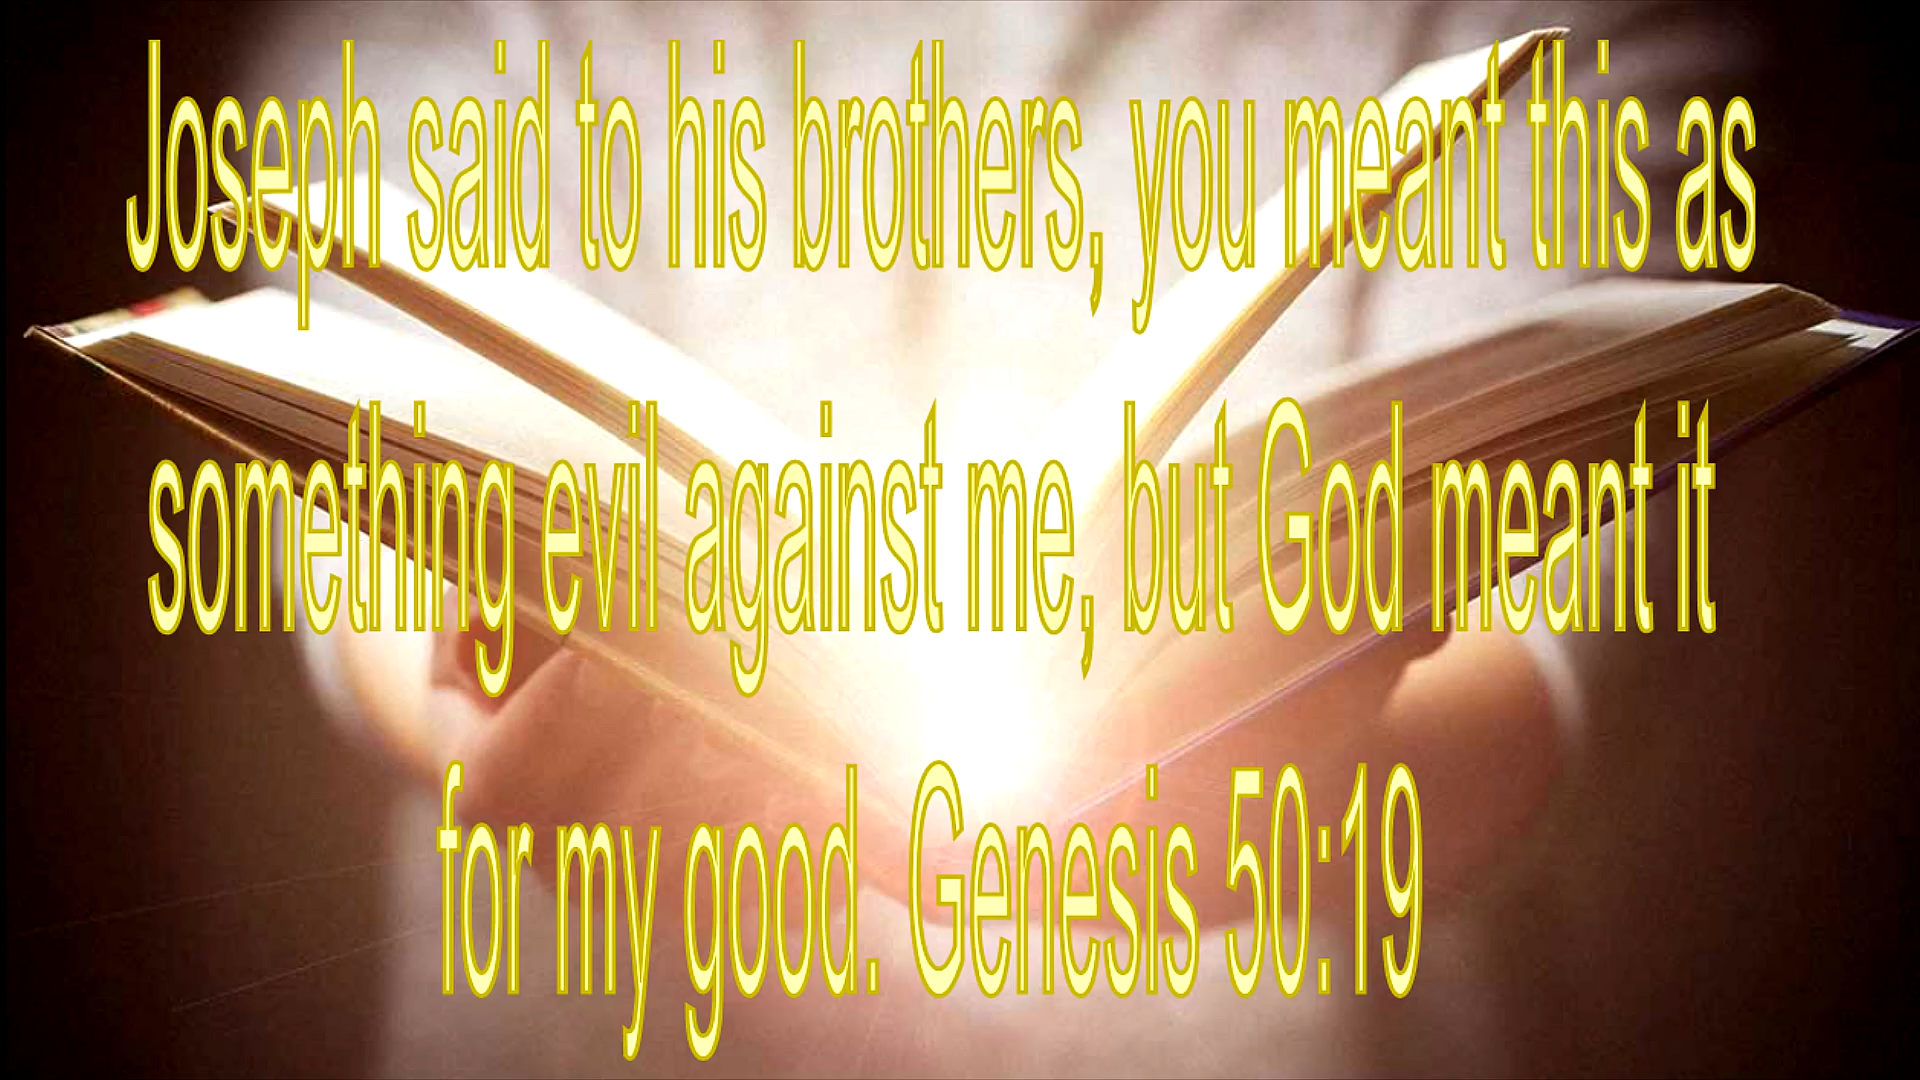 Joseph said to his brothers, you meant this as
something evil against me, but God meant it
for my good. Genesis 50:19